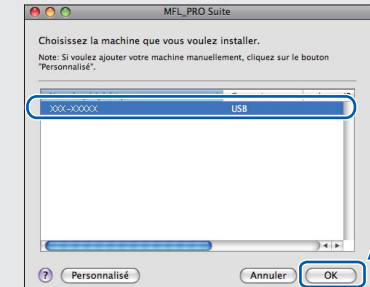 MFL_PRO Suite
Choisissez la machine que vous voulez installer.
Note: Si voulez ajouter votre machine manuellement, cliquez sur le bouton
"Personnalisé".
XXX-XXXXX USB
? Personnalisé Annuler OK